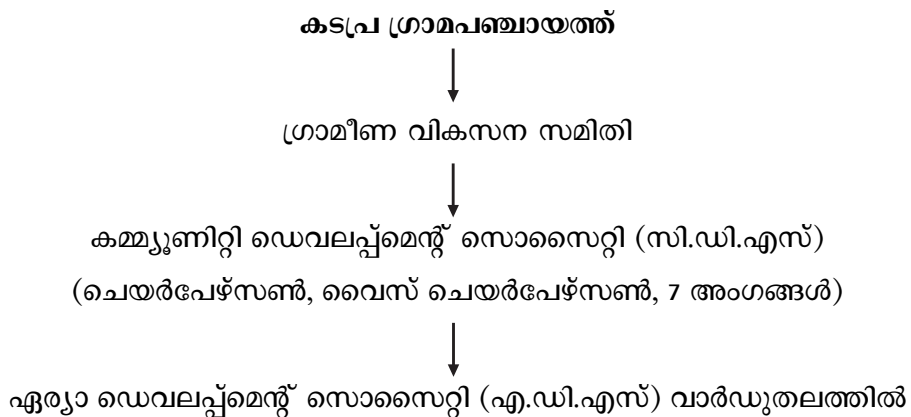 കടപ്ര ഗ്രാമപഞ്ചായത്ത്
ഗ്രാമീണ വികസന സമിതി
കമ്മ്യൂണിറ്റി ഡെവലപ്പ്മെന്റ് സൊസൈറ്റി (സി.ഡി.എസ്)
(ചെയർപേഴ്സൺ, വൈസ് ചെയർപേഴ്സൺ, 7 അംഗങ്ങൾ)
ഏര്യാ ഡെവലപ്പ്മെന്റ് സൊസൈറ്റി (എ.ഡി.എസ്) വാർഡുതലത്തിൽ